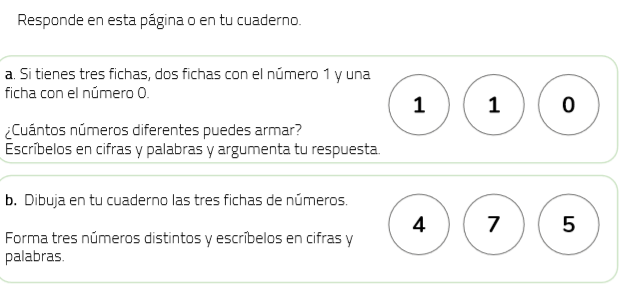 Responde en esta página o en tu cuaderno.
a. Si tienes tres fichas, dos fichas con el número 1 y una
ficha con el número 0.
¿Cuántos números diferentes puedes armar?
Escríbelos en cifras y palabras y argumenta tu respuesta.
1 1 0
b. Dibuja en tu cuaderno las tres fichas de números.
Forma tres números distintos y escríbelos en cifras y
palabras.
4 7 5